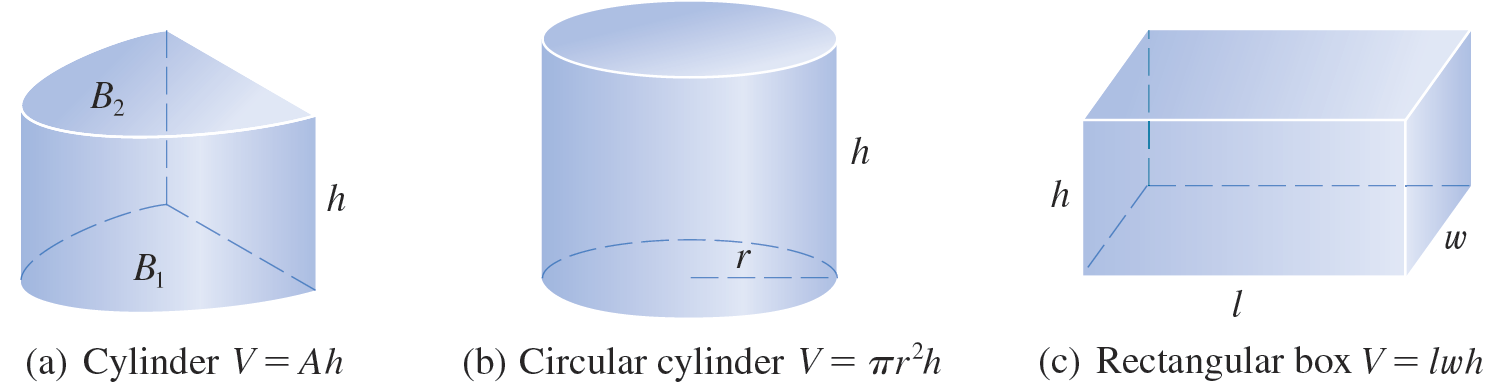 B₂
h
B₁
(a) Cylinder V = Ah
h
r
(b) Circular cylinder V = πr²h
h
w
l
(c) Rectangular box V = lwh